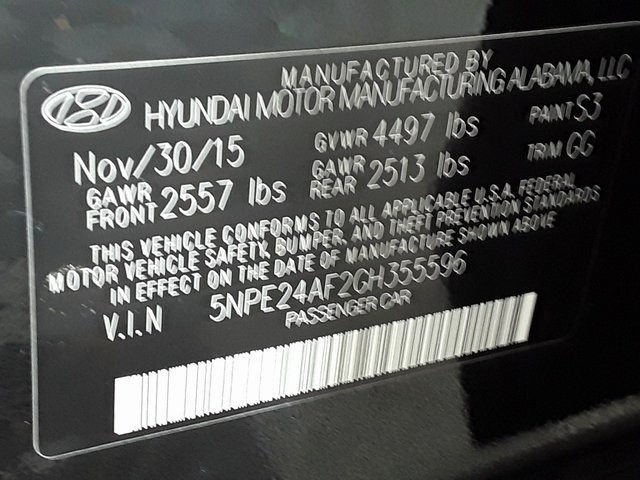 MANUFACTURED BY
HYUNDAI MOTOR MANUFACTURING ALABAMA, LLC
Nov/30/15 GVWR 4497 lbs PAINT S3
GAWR FRONT 2557 lbs GAWR REAR 2513 lbs TRIM GG
THIS VEHICLE CONFORMS TO ALL APPLICABLE U.S.A. FEDERAL
MOTOR VEHICLE SAFETY, BUMPER, AND THEFT PREVENTION STANDARDS
IN EFFECT ON THE DATE OF MANUFACTURE SHOWN ABOVE
V.I.N 5NPE24AF2GH355596
PASSENGER CAR